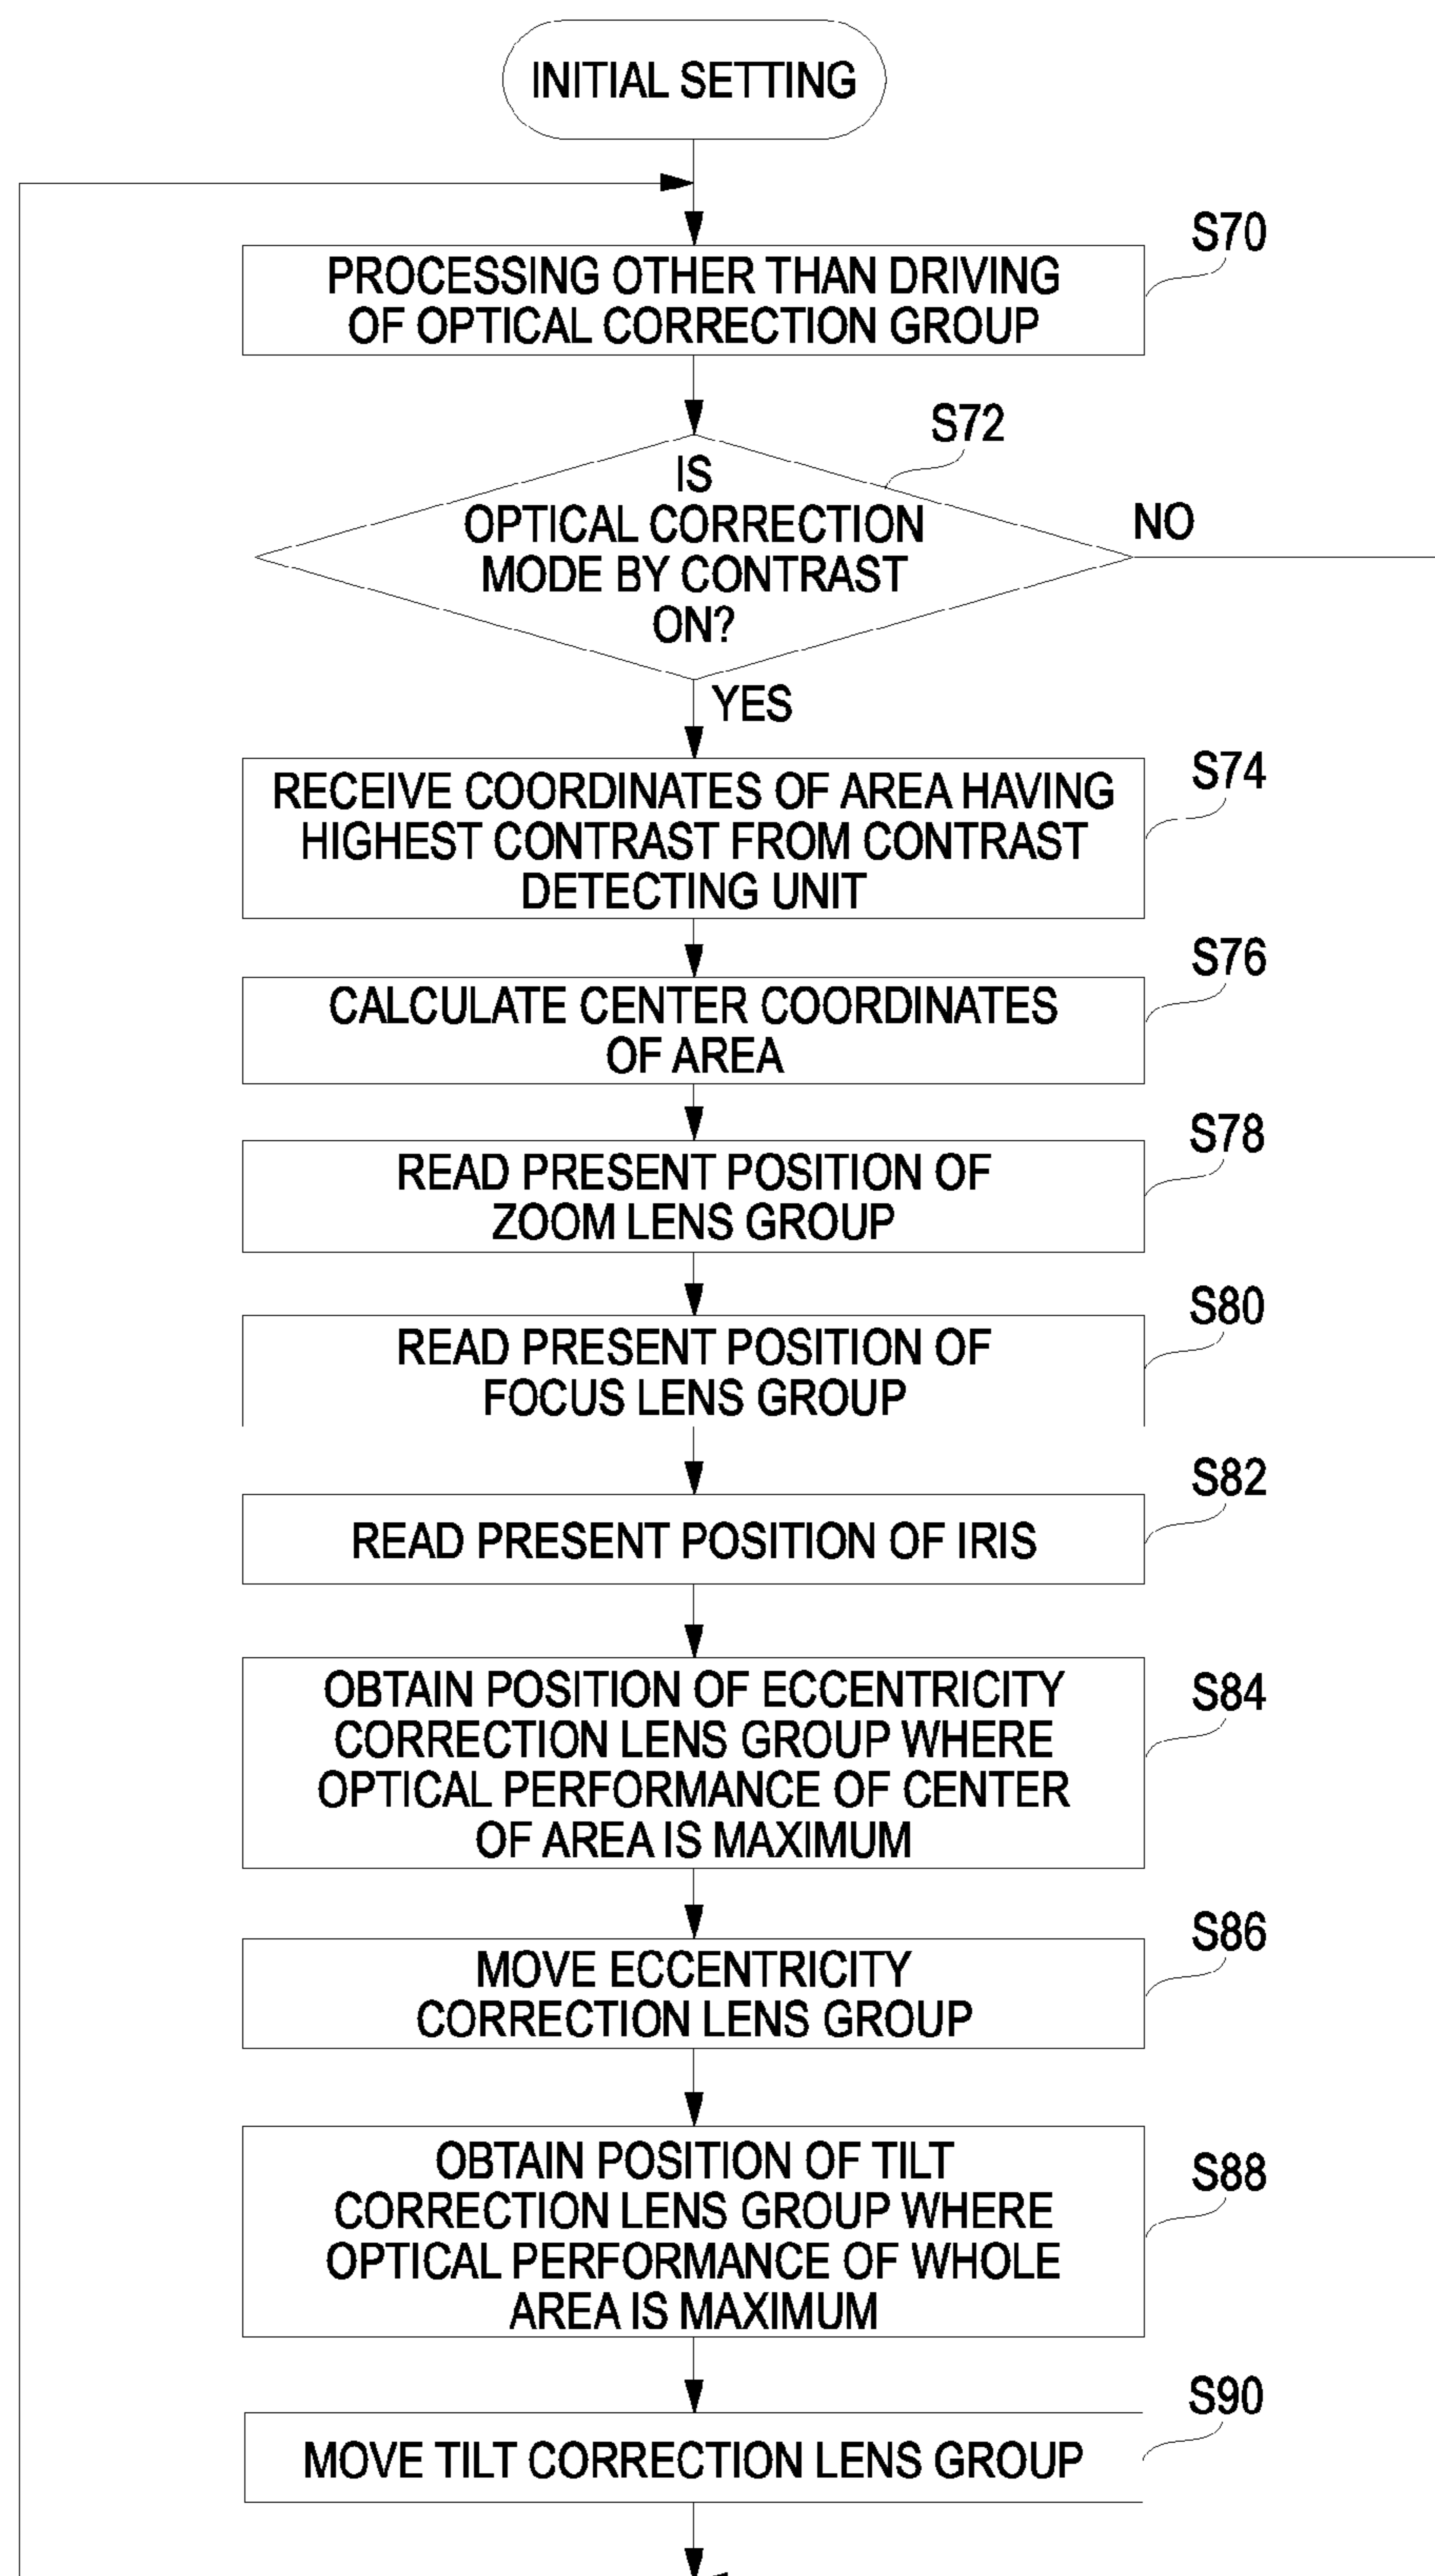 INITIAL SETTING
S70
PROCESSING OTHER THAN DRIVING
OF OPTICAL CORRECTION GROUP
S72
IS
OPTICAL CORRECTION
MODE BY CONTRAST
ON?
NO
YES
S74
RECEIVE COORDINATES OF AREA HAVING
HIGHEST CONTRAST FROM CONTRAST
DETECTING UNIT
S76
CALCULATE CENTER COORDINATES
OF AREA
S78
READ PRESENT POSITION OF
ZOOM LENS GROUP
S80
READ PRESENT POSITION OF
FOCUS LENS GROUP
S82
READ PRESENT POSITION OF IRIS
S84
OBTAIN POSITION OF ECCENTRICITY
CORRECTION LENS GROUP WHERE
OPTICAL PERFORMANCE OF CENTER
OF AREA IS MAXIMUM
S86
MOVE ECCENTRICITY
CORRECTION LENS GROUP
S88
OBTAIN POSITION OF TILT
CORRECTION LENS GROUP WHERE
OPTICAL PERFORMANCE OF WHOLE
AREA IS MAXIMUM
S90
MOVE TILT CORRECTION LENS GROUP